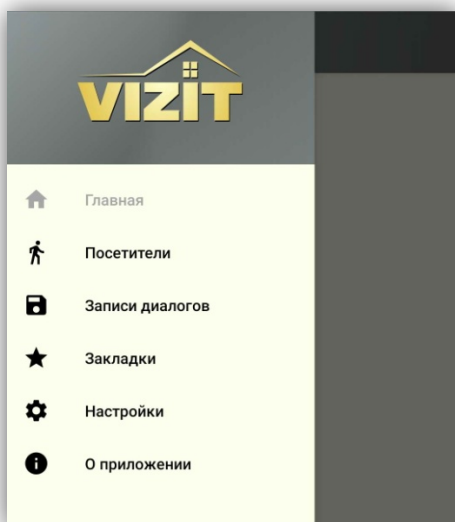 VIZIT
Главная
Посетители
Записи диалогов
Закладки
Настройки
О приложении